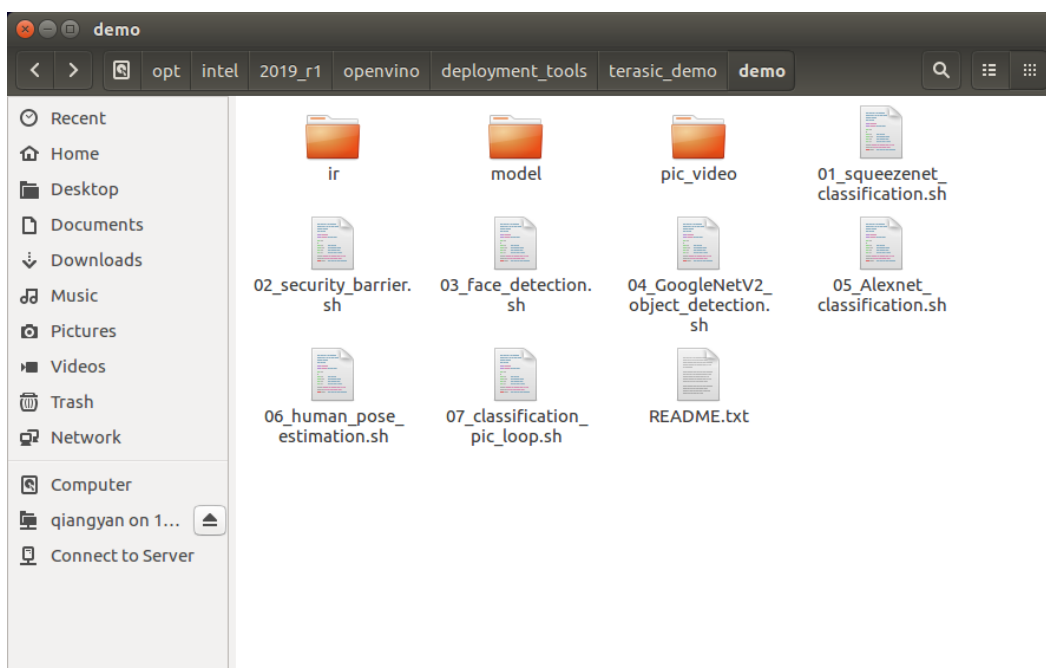 demo
opt intel 2019_r1 openvino deployment_tools terasic_demo demo
Recent
Home
Desktop
Documents
Downloads
Music
Pictures
Videos
Trash
Network
Computer
qiangyan on 1...
Connect to Server
ir
model
pic_video
01_squeezenet_
classification.sh
02_security_barrier.
sh
03_face_detection.
sh
04_GoogleNetV2_
object_detection.
sh
05_Alexnet_
classification.sh
06_human_pose_
estimation.sh
07_classification_
pic_loop.sh
README.txt